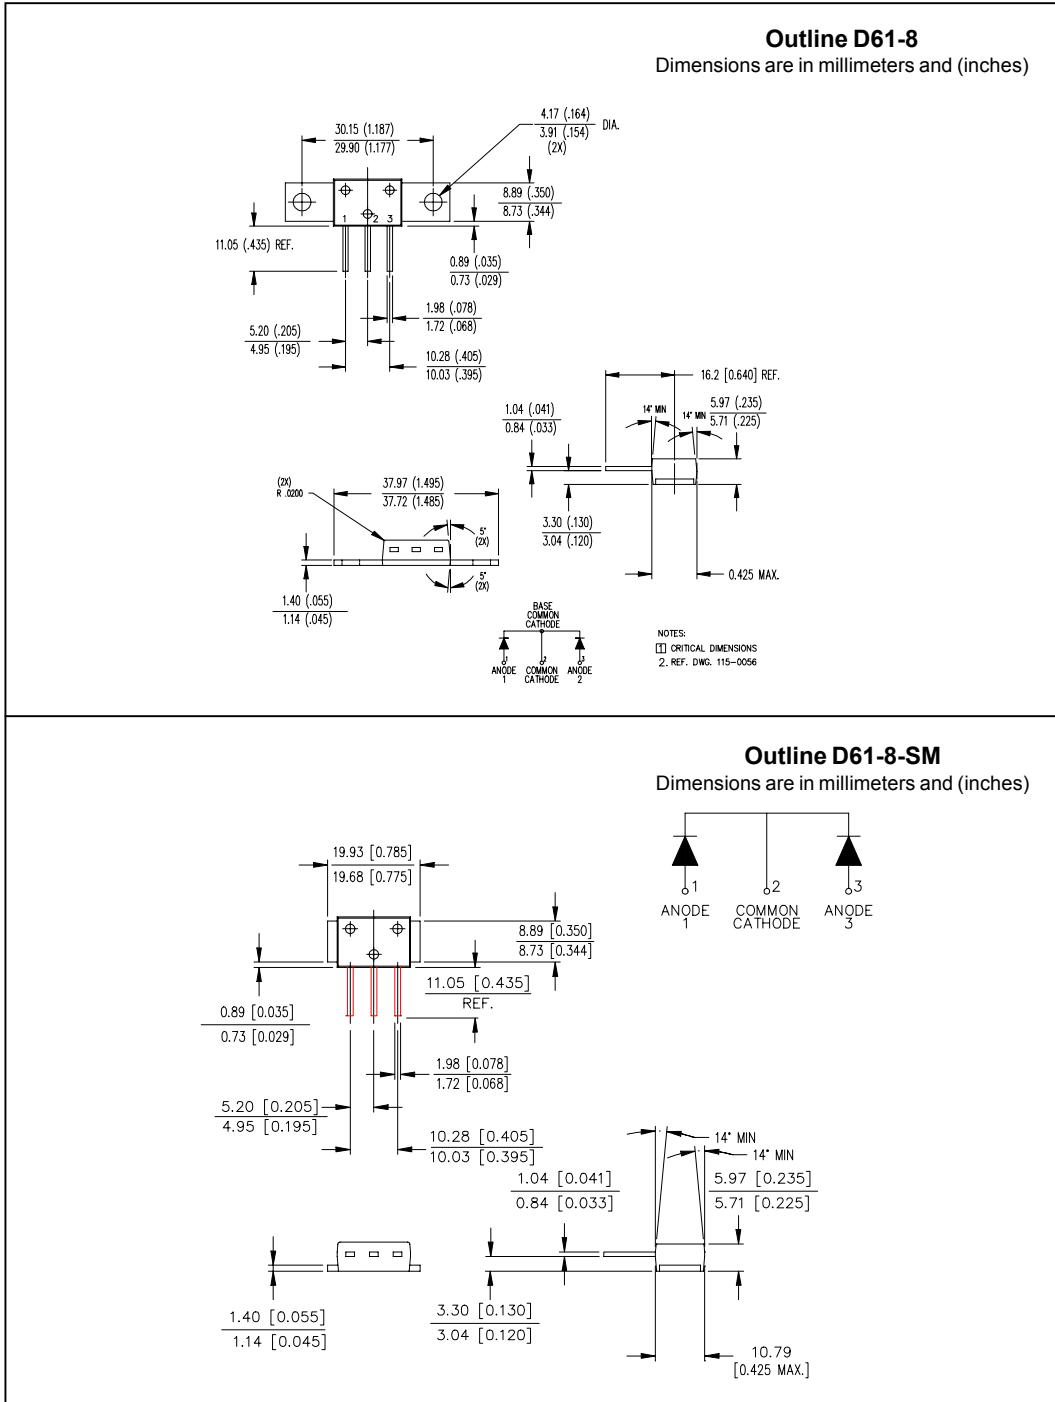 Outline D61-8
Dimensions are in millimeters and (inches)
30.15 (1.187)
29.90 (1.177)
4.17 (.164)
3.91 (.154)
DIA.
(2X)
8.89 (.350)
8.73 (.344)
1 2 3
11.05 (.435) REF.
0.89 (.035)
0.73 (.029)
1.98 (.078)
1.72 (.068)
5.20 (.205)
4.95 (.195)
10.28 (.405)
10.03 (.395)
16.2 [0.640] REF.
1.04 (.041)
0.84 (.033)
14° MIN
14° MIN
5.97 (.235)
5.71 (.225)
(2X)
R .0200
37.97 (1.495)
37.72 (1.485)
5°
(2X)
3.30 (.130)
3.04 (.120)
5°
(2X)
0.425 MAX.
1.40 (.055)
1.14 (.045)
BASE
COMMON
CATHODE
1 2 3
ANODE COMMON ANODE
1 CATHODE 2
NOTES:
1 CRITICAL DIMENSIONS
2. REF. DWG. 115-0056
Outline D61-8-SM
Dimensions are in millimeters and (inches)
1 2 3
ANODE COMMON ANODE
1 CATHODE 3
19.93 [0.785]
19.68 [0.775]
8.89 [0.350]
8.73 [0.344]
11.05 [0.435]
REF.
0.89 [0.035]
0.73 [0.029]
1.98 [0.078]
1.72 [0.068]
5.20 [0.205]
4.95 [0.195]
10.28 [0.405]
10.03 [0.395]
14° MIN
14° MIN
1.04 [0.041]
0.84 [0.033]
5.97 [0.235]
5.71 [0.225]
1.40 [0.055]
1.14 [0.045]
3.30 [0.130]
3.04 [0.120]
10.79
[0.425 MAX.]